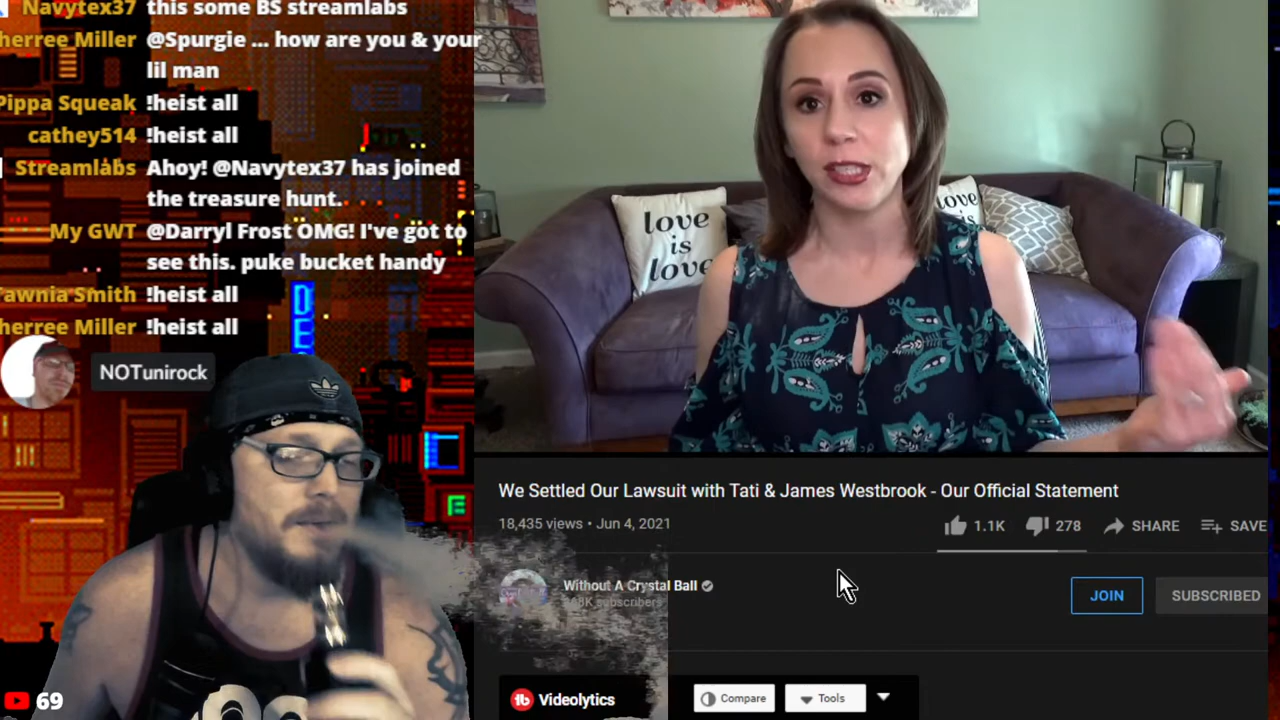 Navytex37 this some BS streamlabs
herree Miller @Spurgie ... how are you & your
lil man
Pippa Squeak !heist all
cathey514 !heist all
Streamlabs Ahoy! @Navytex37 has joined
the treasure hunt.
My GWT @Darryl Frost OMG! I've got to
see this. puke bucket handy
awnia Smith !heist all
herree Miller !heist all
NOTunirock
69
love
is
love
love
is
We Settled Our Lawsuit with Tati & James Westbrook - Our Official Statement
18,435 views • Jun 4, 2021
1.1K 278 SHARE SAVE
Without A Crystal Ball
subscribers
JOIN SUBSCRIBED
Videolytics Compare Tools